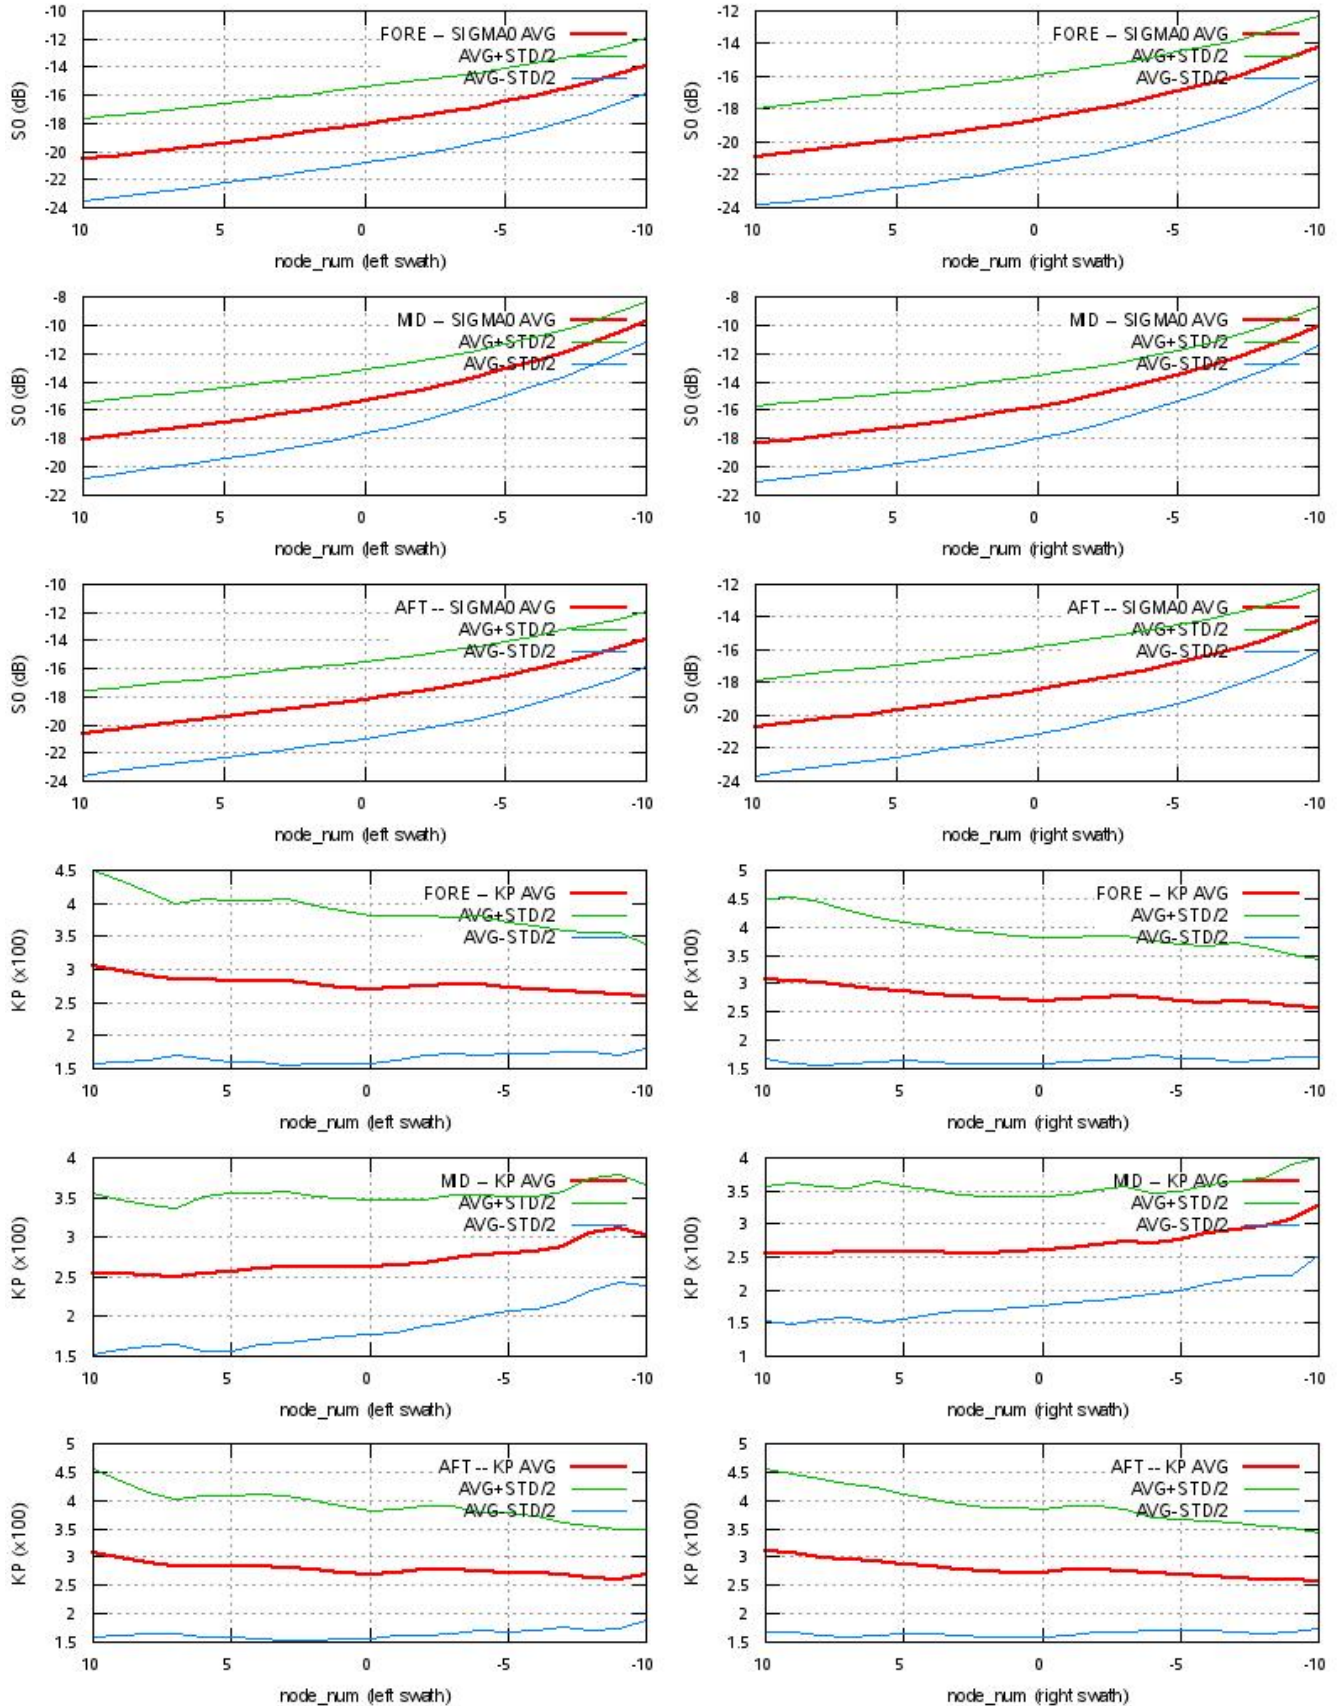 -10
-12
-14
-16
-18
-20
-22
-24
S0 (dB)
FORE -- SIGMA0 AVG
AVG+STD/2
AVG-STD/2
10 5 0 -5 -10
node_num (left swath)
-12
-14
-16
-18
-20
-22
-24
S0 (dB)
FORE -- SIGMA0 AVG
AVG+STD/2
AVG-STD/2
10 5 0 -5 -10
node_num (right swath)
-8
-10
-12
-14
-16
-18
-20
-22
S0 (dB)
MID -- SIGMA0 AVG
AVG+STD/2
AVG-STD/2
10 5 0 -5 -10
node_num (left swath)
-8
-10
-12
-14
-16
-18
-20
-22
S0 (dB)
MID -- SIGMA0 AVG
AVG+STD/2
AVG-STD/2
10 5 0 -5 -10
node_num (right swath)
-10
-12
-14
-16
-18
-20
-22
-24
S0 (dB)
AFT -- SIGMA0 AVG
AVG+STD/2
AVG-STD/2
10 5 0 -5 -10
node_num (left swath)
-12
-14
-16
-18
-20
-22
-24
S0 (dB)
AFT -- SIGMA0 AVG
AVG+STD/2
AVG-STD/2
10 5 0 -5 -10
node_num (right swath)
4.5
4
3.5
3
2.5
2
1.5
KP (x100)
FORE -- KP AVG
AVG+STD/2
AVG-STD/2
10 5 0 -5 -10
node_num (left swath)
5
4.5
4
3.5
3
2.5
2
1.5
KP (x100)
FORE -- KP AVG
AVG+STD/2
AVG-STD/2
10 5 0 -5 -10
node_num (right swath)
4
3.5
3
2.5
2
1.5
KP (x100)
MID -- KP AVG
AVG+STD/2
AVG-STD/2
10 5 0 -5 -10
node_num (left swath)
4
3.5
3
2.5
2
1.5
1
KP (x100)
MID -- KP AVG
AVG+STD/2
AVG-STD/2
10 5 0 -5 -10
node_num (right swath)
5
4.5
4
3.5
3
2.5
2
1.5
KP (x100)
AFT -- KP AVG
AVG+STD/2
AVG-STD/2
10 5 0 -5 -10
node_num (left swath)
5
4.5
4
3.5
3
2.5
2
1.5
KP (x100)
AFT -- KP AVG
AVG+STD/2
AVG-STD/2
10 5 0 -5 -10
node_num (right swath)